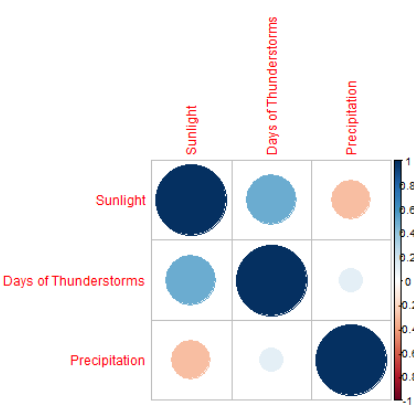 Sunlight
Days of Thunderstorms
Precipitation
Sunlight
Days of Thunderstorms
Precipitation
1
0.8
0.6
0.4
0.2
0
-0.2
-0.4
-0.6
-0.8
-1